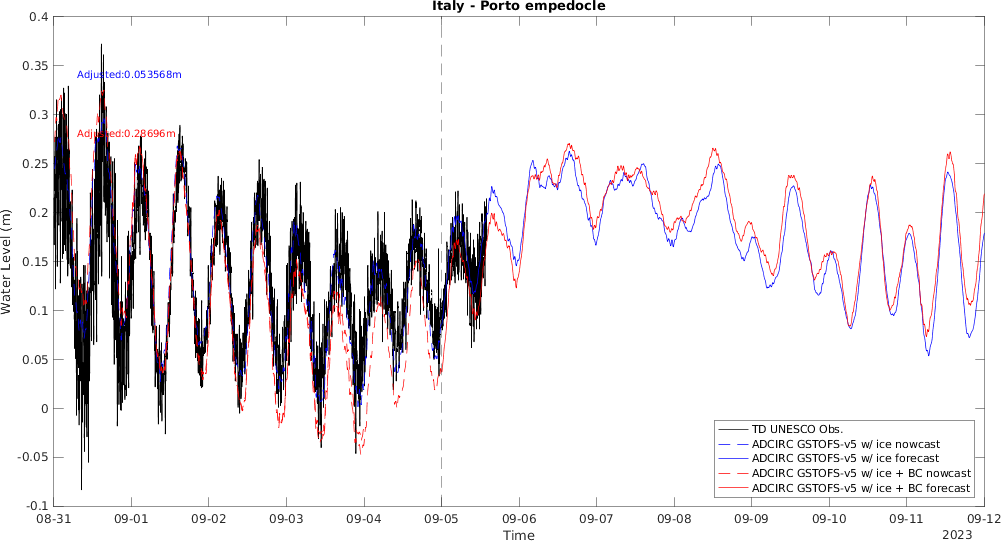 Italy - Porto empedocle
0.4
0.35
0.3
0.25
0.2
0.15
0.1
0.05
0
-0.05
-0.1
Water Level (m)
Adjusted:0.053568m
Adjusted:0.28696m
TD UNESCO Obs.
ADCIRC GSTOFS-v5 w/ ice nowcast
ADCIRC GSTOFS-v5 w/ ice forecast
ADCIRC GSTOFS-v5 w/ ice + BC nowcast
ADCIRC GSTOFS-v5 w/ ice + BC forecast
08-31 09-01 09-02 09-03 09-04 09-05 09-06 09-07 09-08 09-09 09-10 09-11 09-12
Time
2023